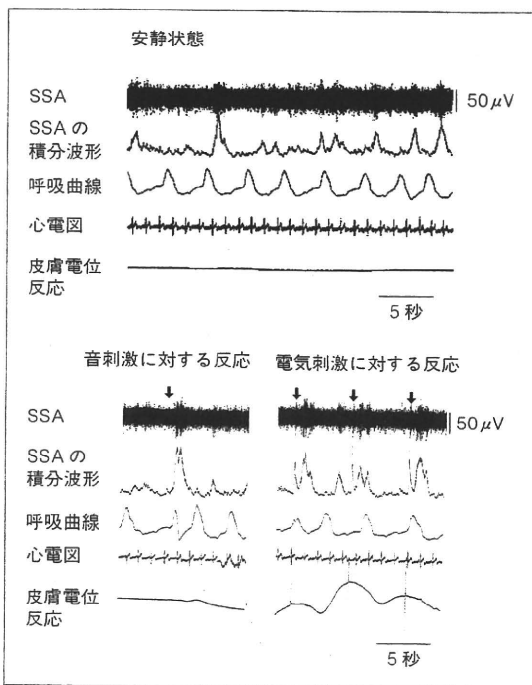 安静状態
SSA
50μV
SSAの
積分波形
呼吸曲線
心電図
皮膚電位
反応
5秒
音刺激に対する反応
電気刺激に対する反応
SSA
50μV
SSAの
積分波形
呼吸曲線
心電図
皮膚電位
反応
5秒